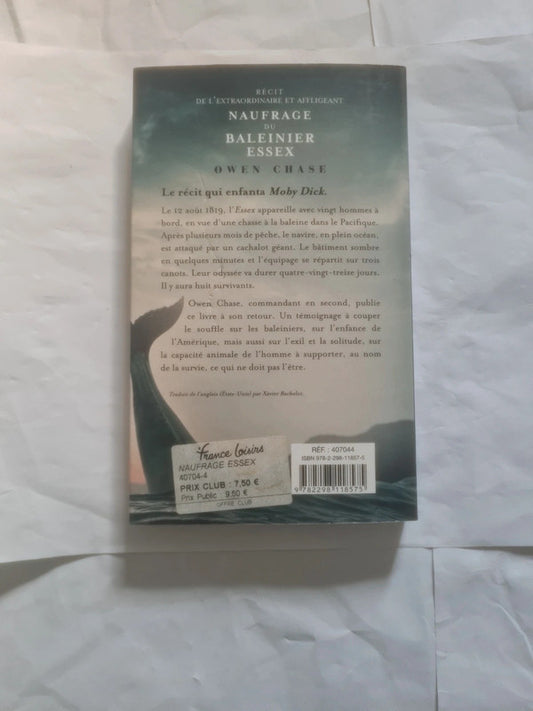 RÉCIT
DE L'EXTRAORDINAIRE ET AFFLIGEANT
NAUFRAGE
DU
BALEINIER
ESSEX
OWEN CHASE
Le récit qui enfanta Moby Dick.
Le 12 août 1819, l'Essex appareille avec vingt hommes à
bord, en vue d'une chasse à la baleine dans le Pacifique.
Après plusieurs mois de pêche, le navire, en plein océan,
est attaqué par un cachalot géant. Le bâtiment sombre
en quelques minutes et l'équipage se répartit sur trois
canots. Leur odyssée va durer quatre-vingt-treize jours.
Il y aura huit survivants.
Owen Chase, commandant en second, publie
ce livre à son retour. Un témoignage à couper
le souffle sur les baleiniers, sur l'enfance de
l'Amérique, mais aussi sur l'exil et la solitude, sur
la capacité animale de l'homme à supporter, au nom
de la survie, ce qui ne doit pas l'être.
Traduit de l'anglais (États-Unis) par Xavier Bachelot.
France Loisirs
NAUFRAGE ESSEX
40704-4
PRIX CLUB : 7,50 €
Prix Public : 9,50 €
OFFRE CLUB
RÉF : 407044
ISBN 978-2-298-11657-5
9 782298 116575